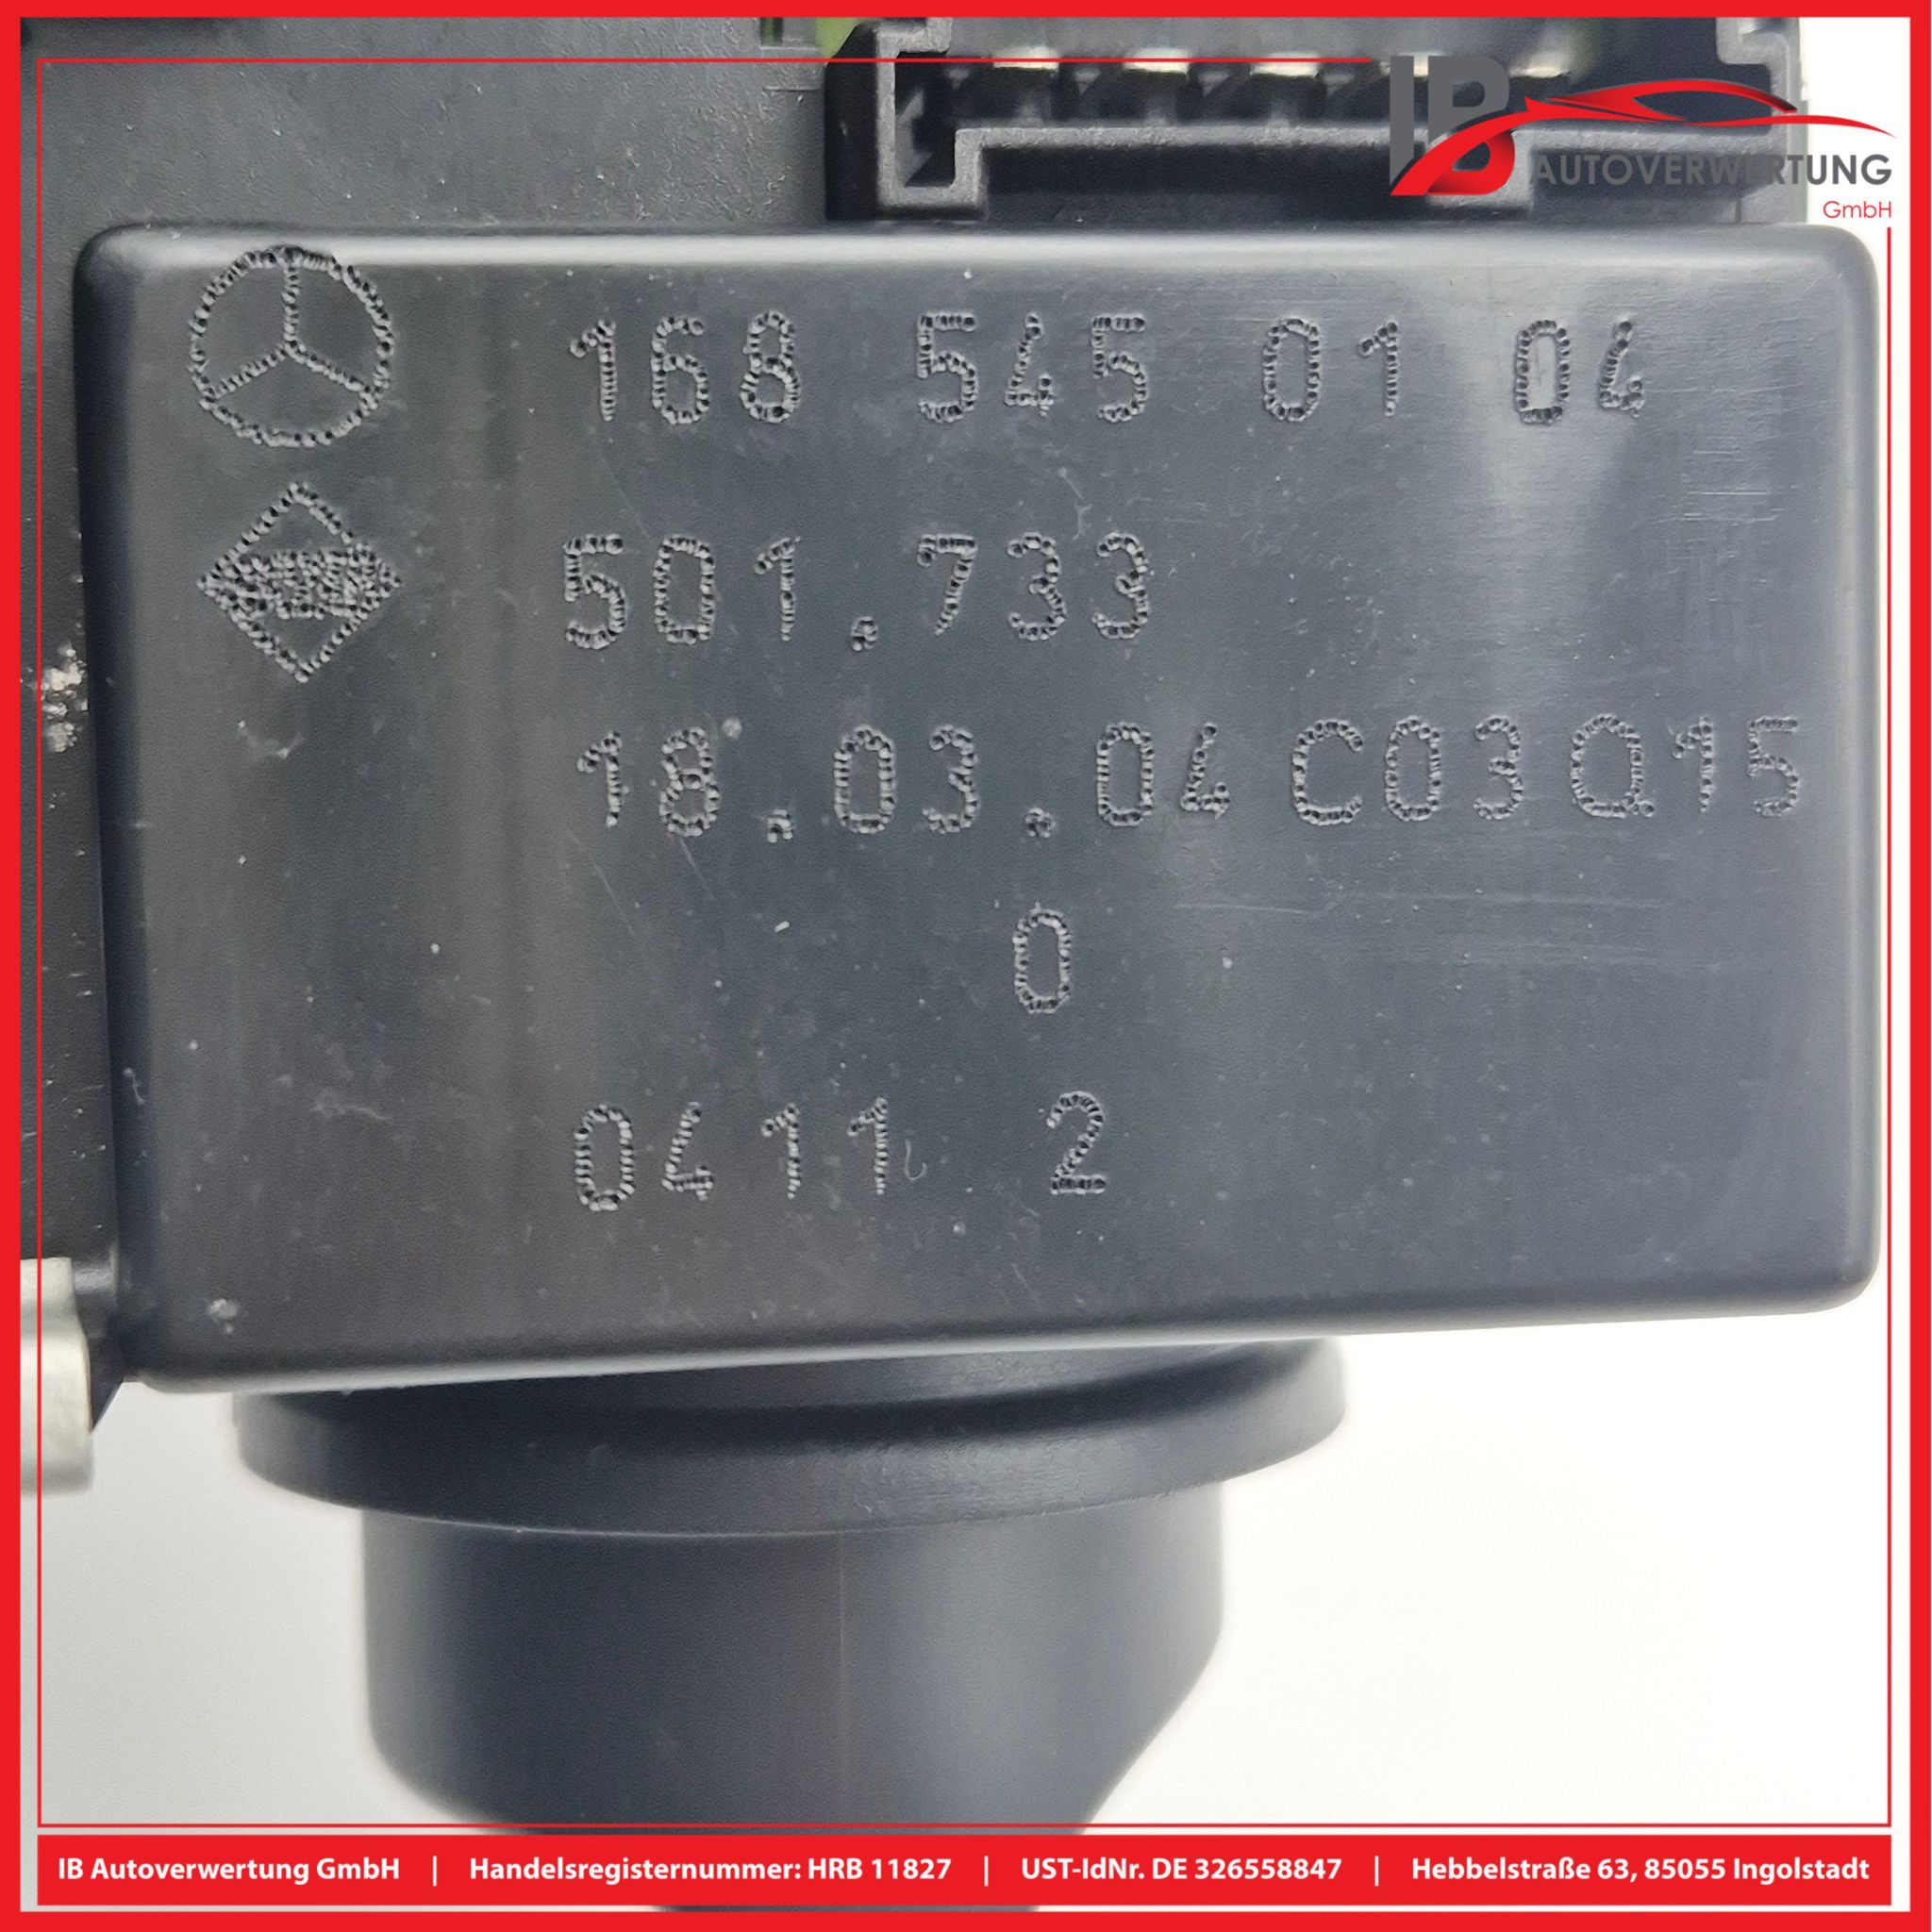 IB
AUTOVERWERTUNG
GmbH
168 545 01 04
501.733
18.03.04 C03Q15
0
0411 2
IB Autoverwertung GmbH | Handelsregisternummer: HRB 11827 | UST-IdNr. DE 326558847 | Hebbelstraße 63, 85055 Ingolstadt